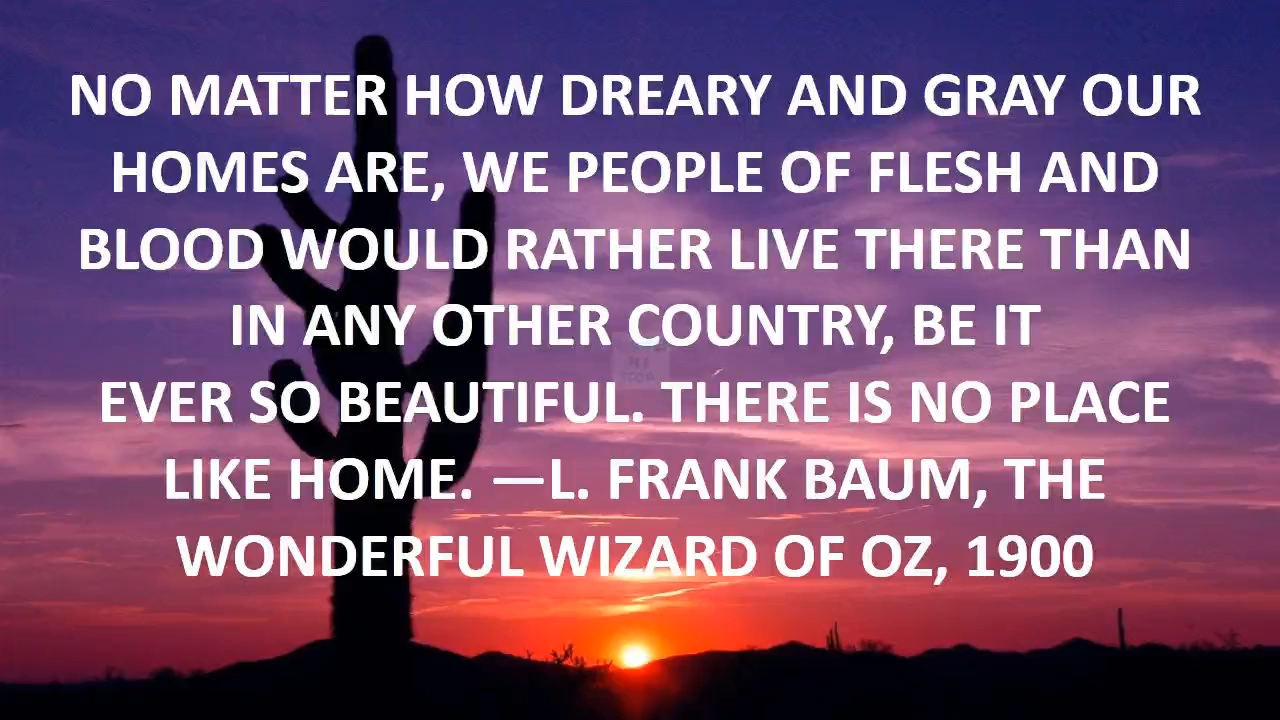 NO MATTER HOW DREARY AND GRAY OUR
HOMES ARE, WE PEOPLE OF FLESH AND
BLOOD WOULD RATHER LIVE THERE THAN
IN ANY OTHER COUNTRY, BE IT
EVER SO BEAUTIFUL. THERE IS NO PLACE
LIKE HOME. —L. FRANK BAUM, THE
WONDERFUL WIZARD OF OZ, 1900